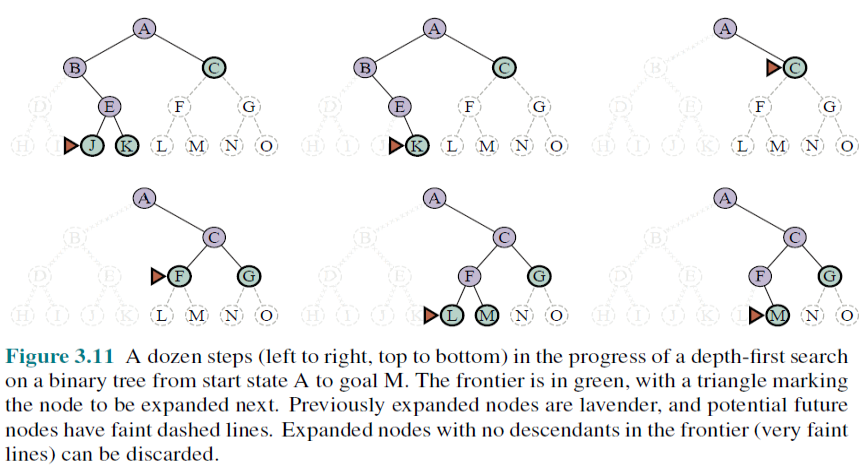 A A A
B C B C B C
D E F G D E F G D E F G
H J K L M N O H I K L M N O H I J K L M N O
A A A
B C B C B C
D E F G D E F G D E F G
H I J K L M N O H I J K L M N O H I J K M N O
Figure 3.11 A dozen steps (left to right, top to bottom) in the progress of a depth-first search
on a binary tree from start state A to goal M. The frontier is in green, with a triangle marking
the node to be expanded next. Previously expanded nodes are lavender, and potential future
nodes have faint dashed lines. Expanded nodes with no descendants in the frontier (very faint
lines) can be discarded.